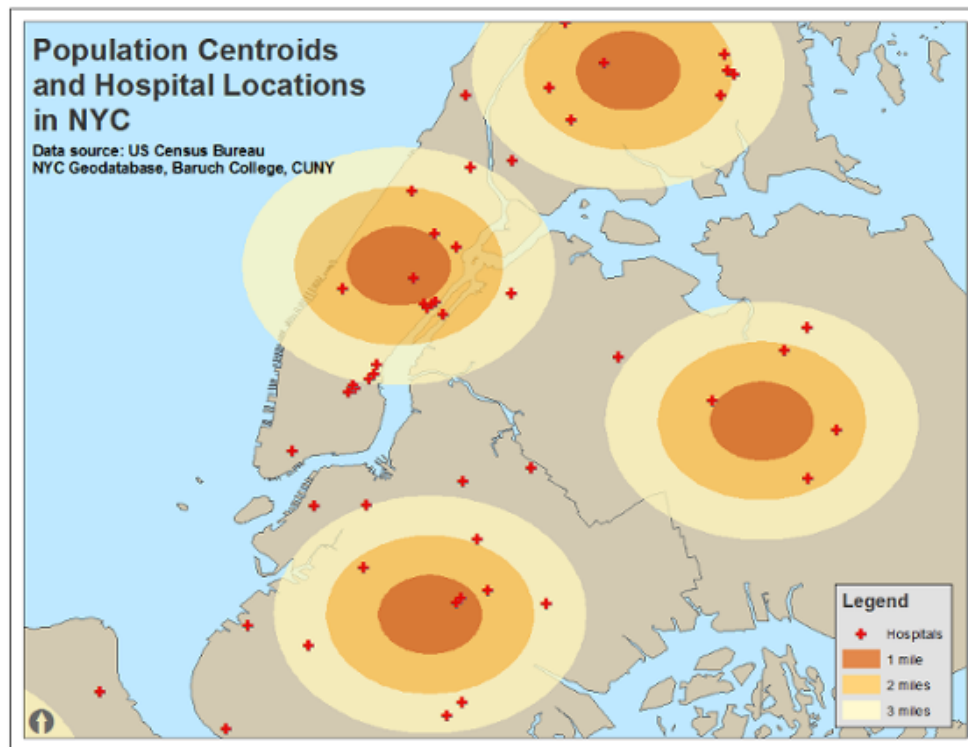 Population Centroids
and Hospital Locations
in NYC
Data source: US Census Bureau
NYC Geodatabase, Baruch College, CUNY
Legend
Hospitals
1 mile
2 miles
3 miles